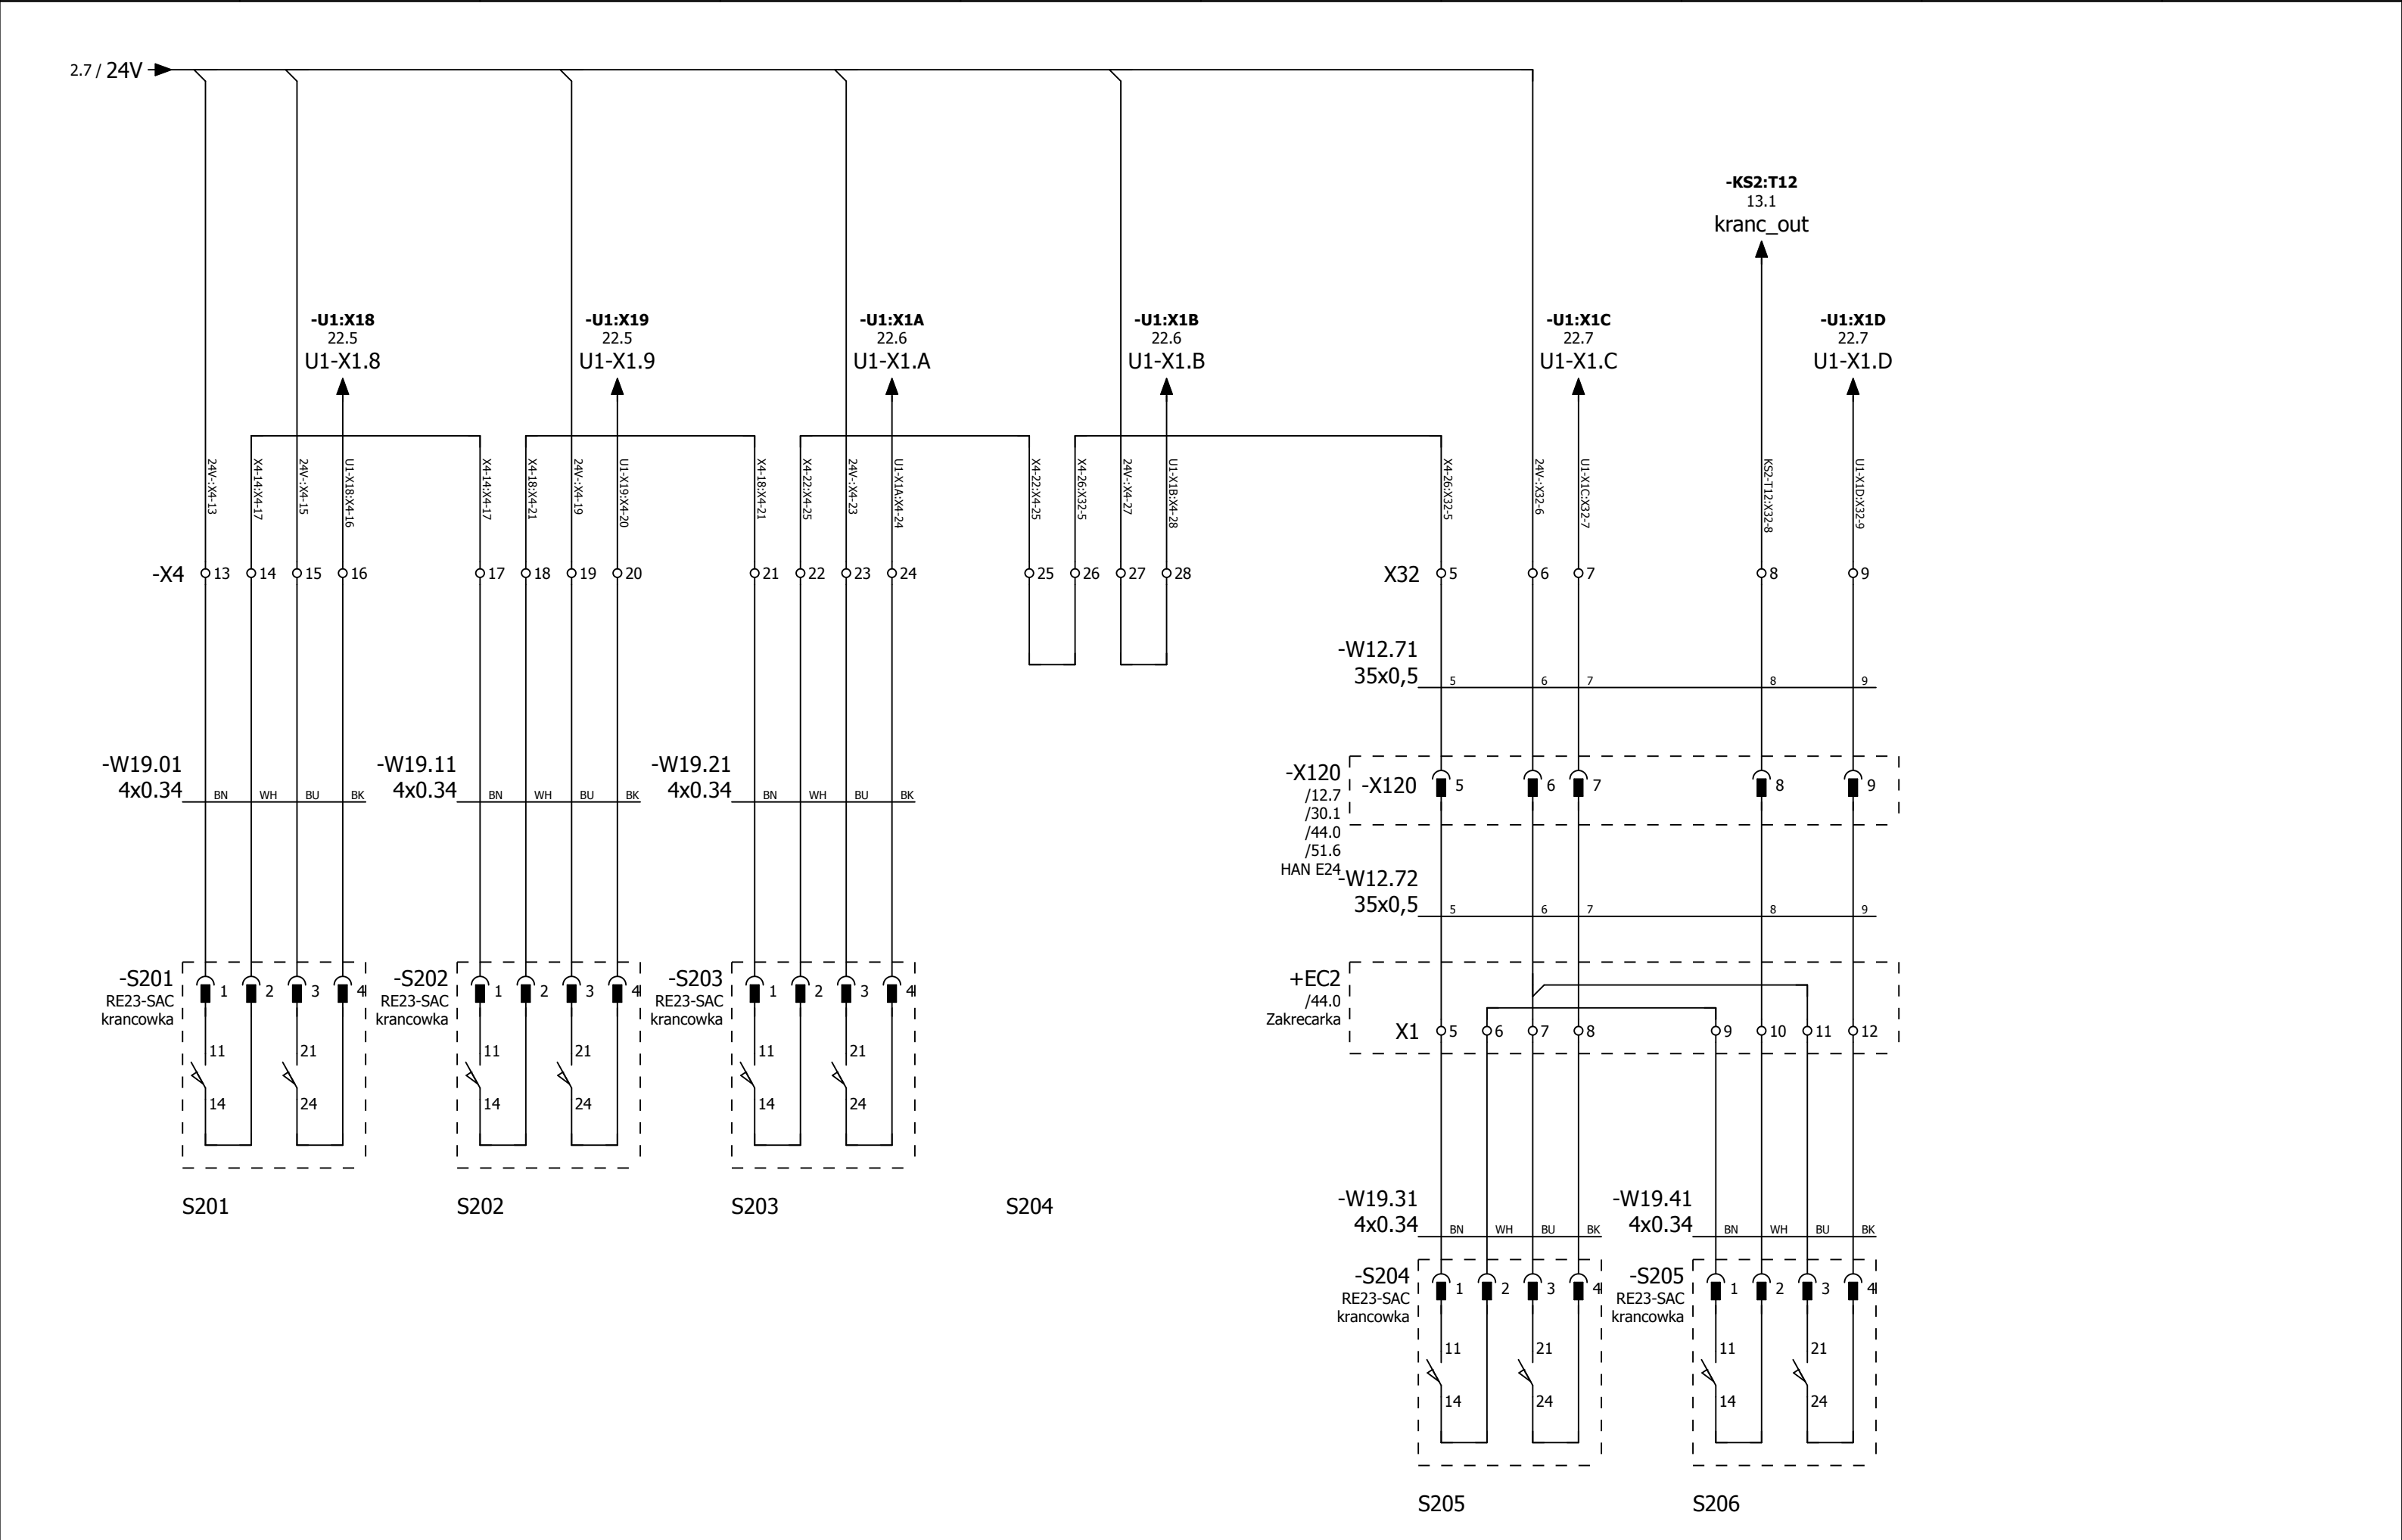 2.7 / 24V
-KS2:T12
13.1
kranc_out
-U1:X18
22.5
U1-X1.8
-U1:X19
22.5
U1-X1.9
-U1:X1A
22.6
U1-X1.A
-U1:X1B
22.6
U1-X1.B
-U1:X1C
22.7
U1-X1.C
-U1:X1D
22.7
U1-X1.D
24V-:X4-13
X4-14:X4-17
24V-:X4-15
U1-X18:X4-16
X4-14:X4-17
X4-18:X4-21
24V-:X4-19
U1-X19:X4-20
X4-18:X4-21
X4-22:X4-25
24V-:X4-23
U1-X1A:X4-24
X4-22:X4-25
X4-26:X32-5
24V-:X4-27
U1-X1B:X4-28
X4-26:X32-5
24V-:X32-6
U1-X1C:X32-7
KS2-T12:X32-8
U1-X1D:X32-9
-X4 13 14 15 16 17 18 19 20 21 22 23 24 25 26 27 28
X32 5 6 7 8 9
-W12.71
35x0,5
5 6 7 8 9
-W19.01
4x0.34
BN WH BU BK
-W19.11
4x0.34
BN WH BU BK
-W19.21
4x0.34
BN WH BU BK
-X120
/12.7
/30.1
/44.0
/51.6
HAN E24
-X120 5 6 7 8 9
-W12.72
35x0,5
5 6 7 8 9
-S201
RE23-SAC
krancowka
1 2 3 4
11 21
14 24
S201
-S202
RE23-SAC
krancowka
1 2 3 4
11 21
14 24
S202
-S203
RE23-SAC
krancowka
1 2 3 4
11 21
14 24
S203
S204
+EC2
/44.0
Zakrecarka
X1 5 6 7 8 9 10 11 12
-W19.31
4x0.34
BN WH BU BK
-W19.41
4x0.34
BN WH BU BK
-S204
RE23-SAC
krancowka
1 2 3 4
11 21
14 24
S205
-S205
RE23-SAC
krancowka
1 2 3 4
11 21
14 24
S206